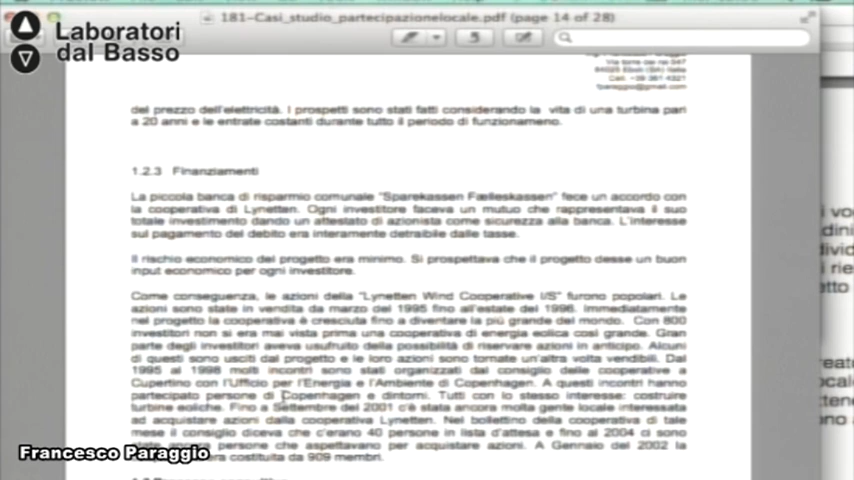 181-Casi_studio_partecipazionelocale.pdf (page 14 of 28)
Laboratori
dal Basso
del prezzo dell'elettricità. I prospetti sono stati fatti considerando la vita di una turbina pari
a 20 anni e le entrate costanti durante tutto il periodo di funzionameno.
1.2.3 Finanziamenti
La piccola banca di risparmio comunale "Sparekassen Fælleskassen" fece un accordo con
la cooperativa di Lynetten. Ogni investitore faceva un mutuo che rappresentava il suo
totale investimento dando un attestato di azionista come sicurezza alla banca. L'interesse
sul pagamento del debito era interamente detraibile dalle tasse.
Il rischio economico del progetto era minimo. Si prospettava che il progetto desse un buon
input economico per ogni investitore.
Come conseguenza, le azioni della "Lynetten Wind Cooperative I/S" furono popolari. Le
azioni sono state in vendita da marzo del 1995 fino all'estate del 1996. Immediatamente
nel progetto la cooperativa è cresciuta fino a diventare la più grande del mondo. Con 800
investitori non si era mai vista prima una cooperativa di energia eolica così grande. Gran
parte degli investitori aveva usufruito della possibilità di riservare azioni in anticipo. Alcuni
di questi sono usciti dal progetto e le loro azioni sono tornate un'altra volta vendibili. Dal
1995 al 1998 molti incontri sono stati organizzati dal consiglio delle cooperative a
Cupertino con l'Ufficio per l'Energia e l'Ambiente di Copenhagen. A questi incontri hanno
partecipato persone di Copenhagen e dintorni. Tutti con lo stesso interesse: costruire
turbine eoliche. Fino a Settembre del 2001 c'è stata ancora molta gente locale interessata
ad acquistare azioni dalla cooperativa Lynetten. Nel bollettino della cooperativa di tale
mese il consiglio diceva che c'erano 40 persone in lista d'attesa e fino al 2004 ci sono
persone che aspettavano per acquistare azioni. A Gennaio del 2002 la
era costituita da 909 membri.
Francesco Paraggio